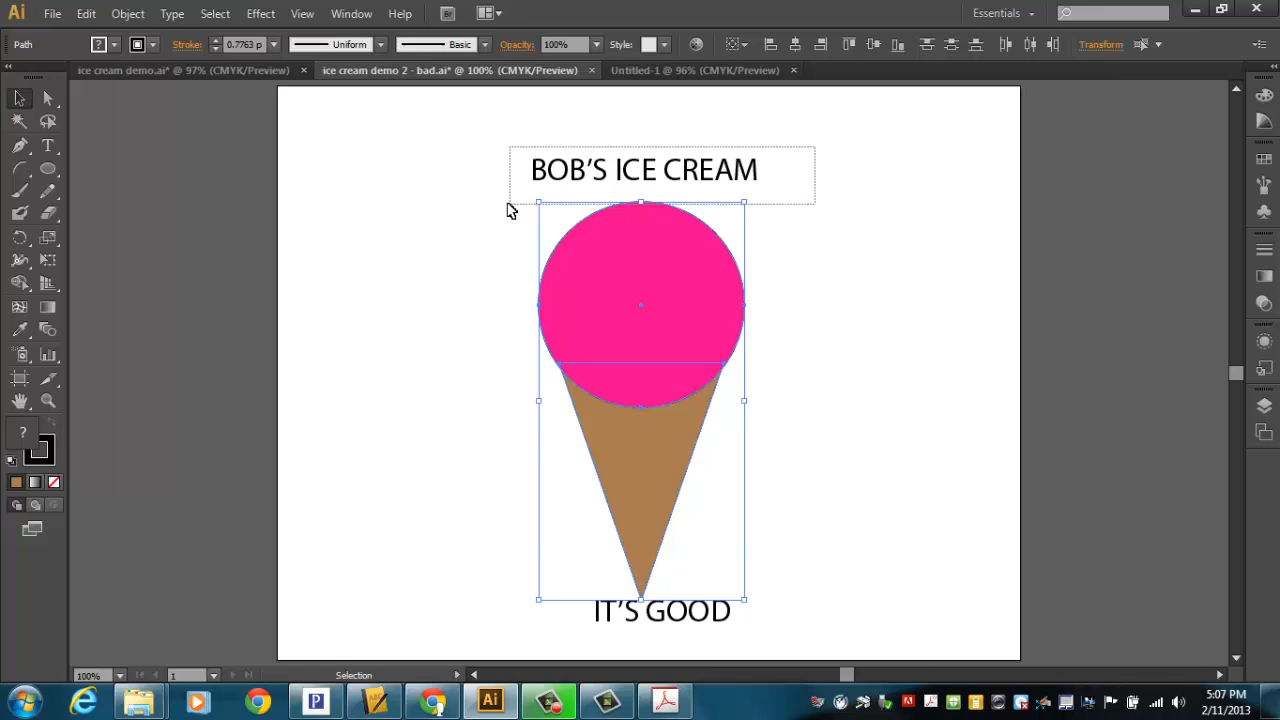 Ai File Edit Object Type Select Effect View Window Help Br Essentials
Path ? Stroke: 0.7763 p Uniform Basic Opacity: 100% Style: Transform
ice cream demo.ai* @ 97% (CMYK/Preview) × ice cream demo 2 - bad.ai* @ 100% (CMYK/Preview) × Untitled-1 @ 96% (CMYK/Preview) ×
BOB'S ICE CREAM
T
?
IT'S GOOD
100% 1 Selection
P Ai
5:07 PM
2/11/2013